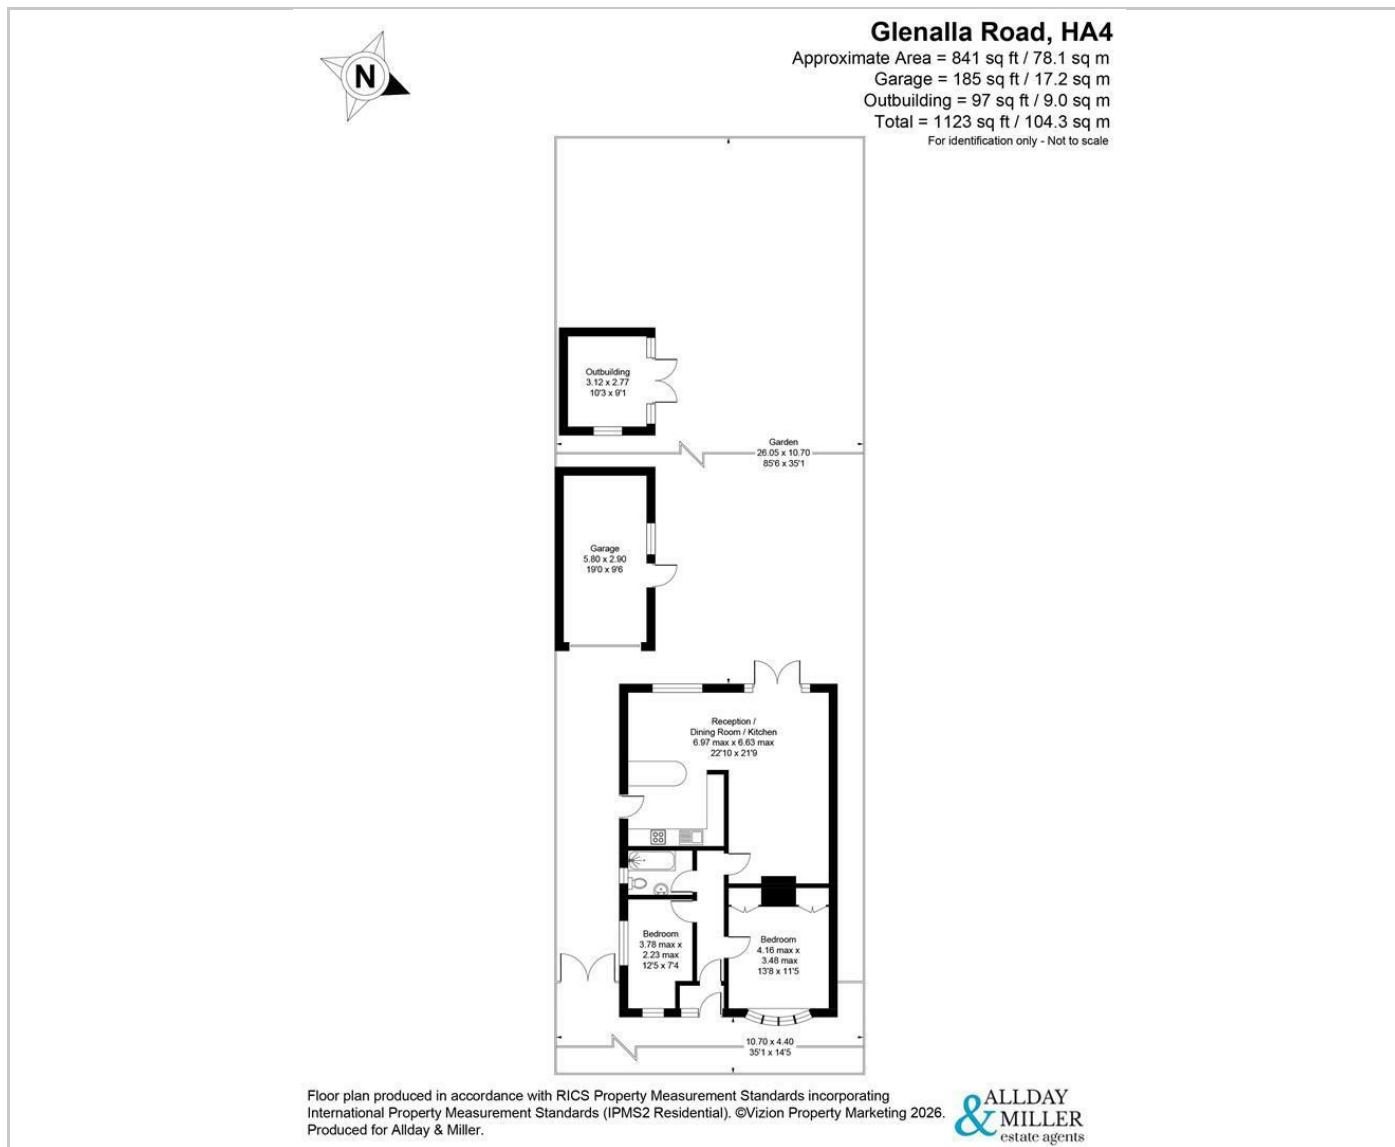 N
Glenalla Road, HA4
Approximate Area = 841 sq ft / 78.1 sq m
Garage = 185 sq ft / 17.2 sq m
Outbuilding = 97 sq ft / 9.0 sq m
Total = 1123 sq ft / 104.3 sq m
For identification only - Not to scale
Outbuilding
3.12 x 2.77
10'3 x 9'1
Garden
26.05 x 10.70
85'6 x 35'1
Garage
5.80 x 2.90
19'0 x 9'6
Reception /
Dining Room / Kitchen
6.97 max x 6.63 max
22'10 x 21'9
Bedroom
3.78 max x
2.23 max
12'5 x 7'4
Bedroom
4.16 max x
3.48 max
13'8 x 11'5
10.70 x 4.40
35'1 x 14'5
Floor plan produced in accordance with RICS Property Measurement Standards incorporating
International Property Measurement Standards (IPMS2 Residential). ©Vizion Property Marketing 2026.
Produced for Allday & Miller.
ALLDAY
& MILLER
estate agents